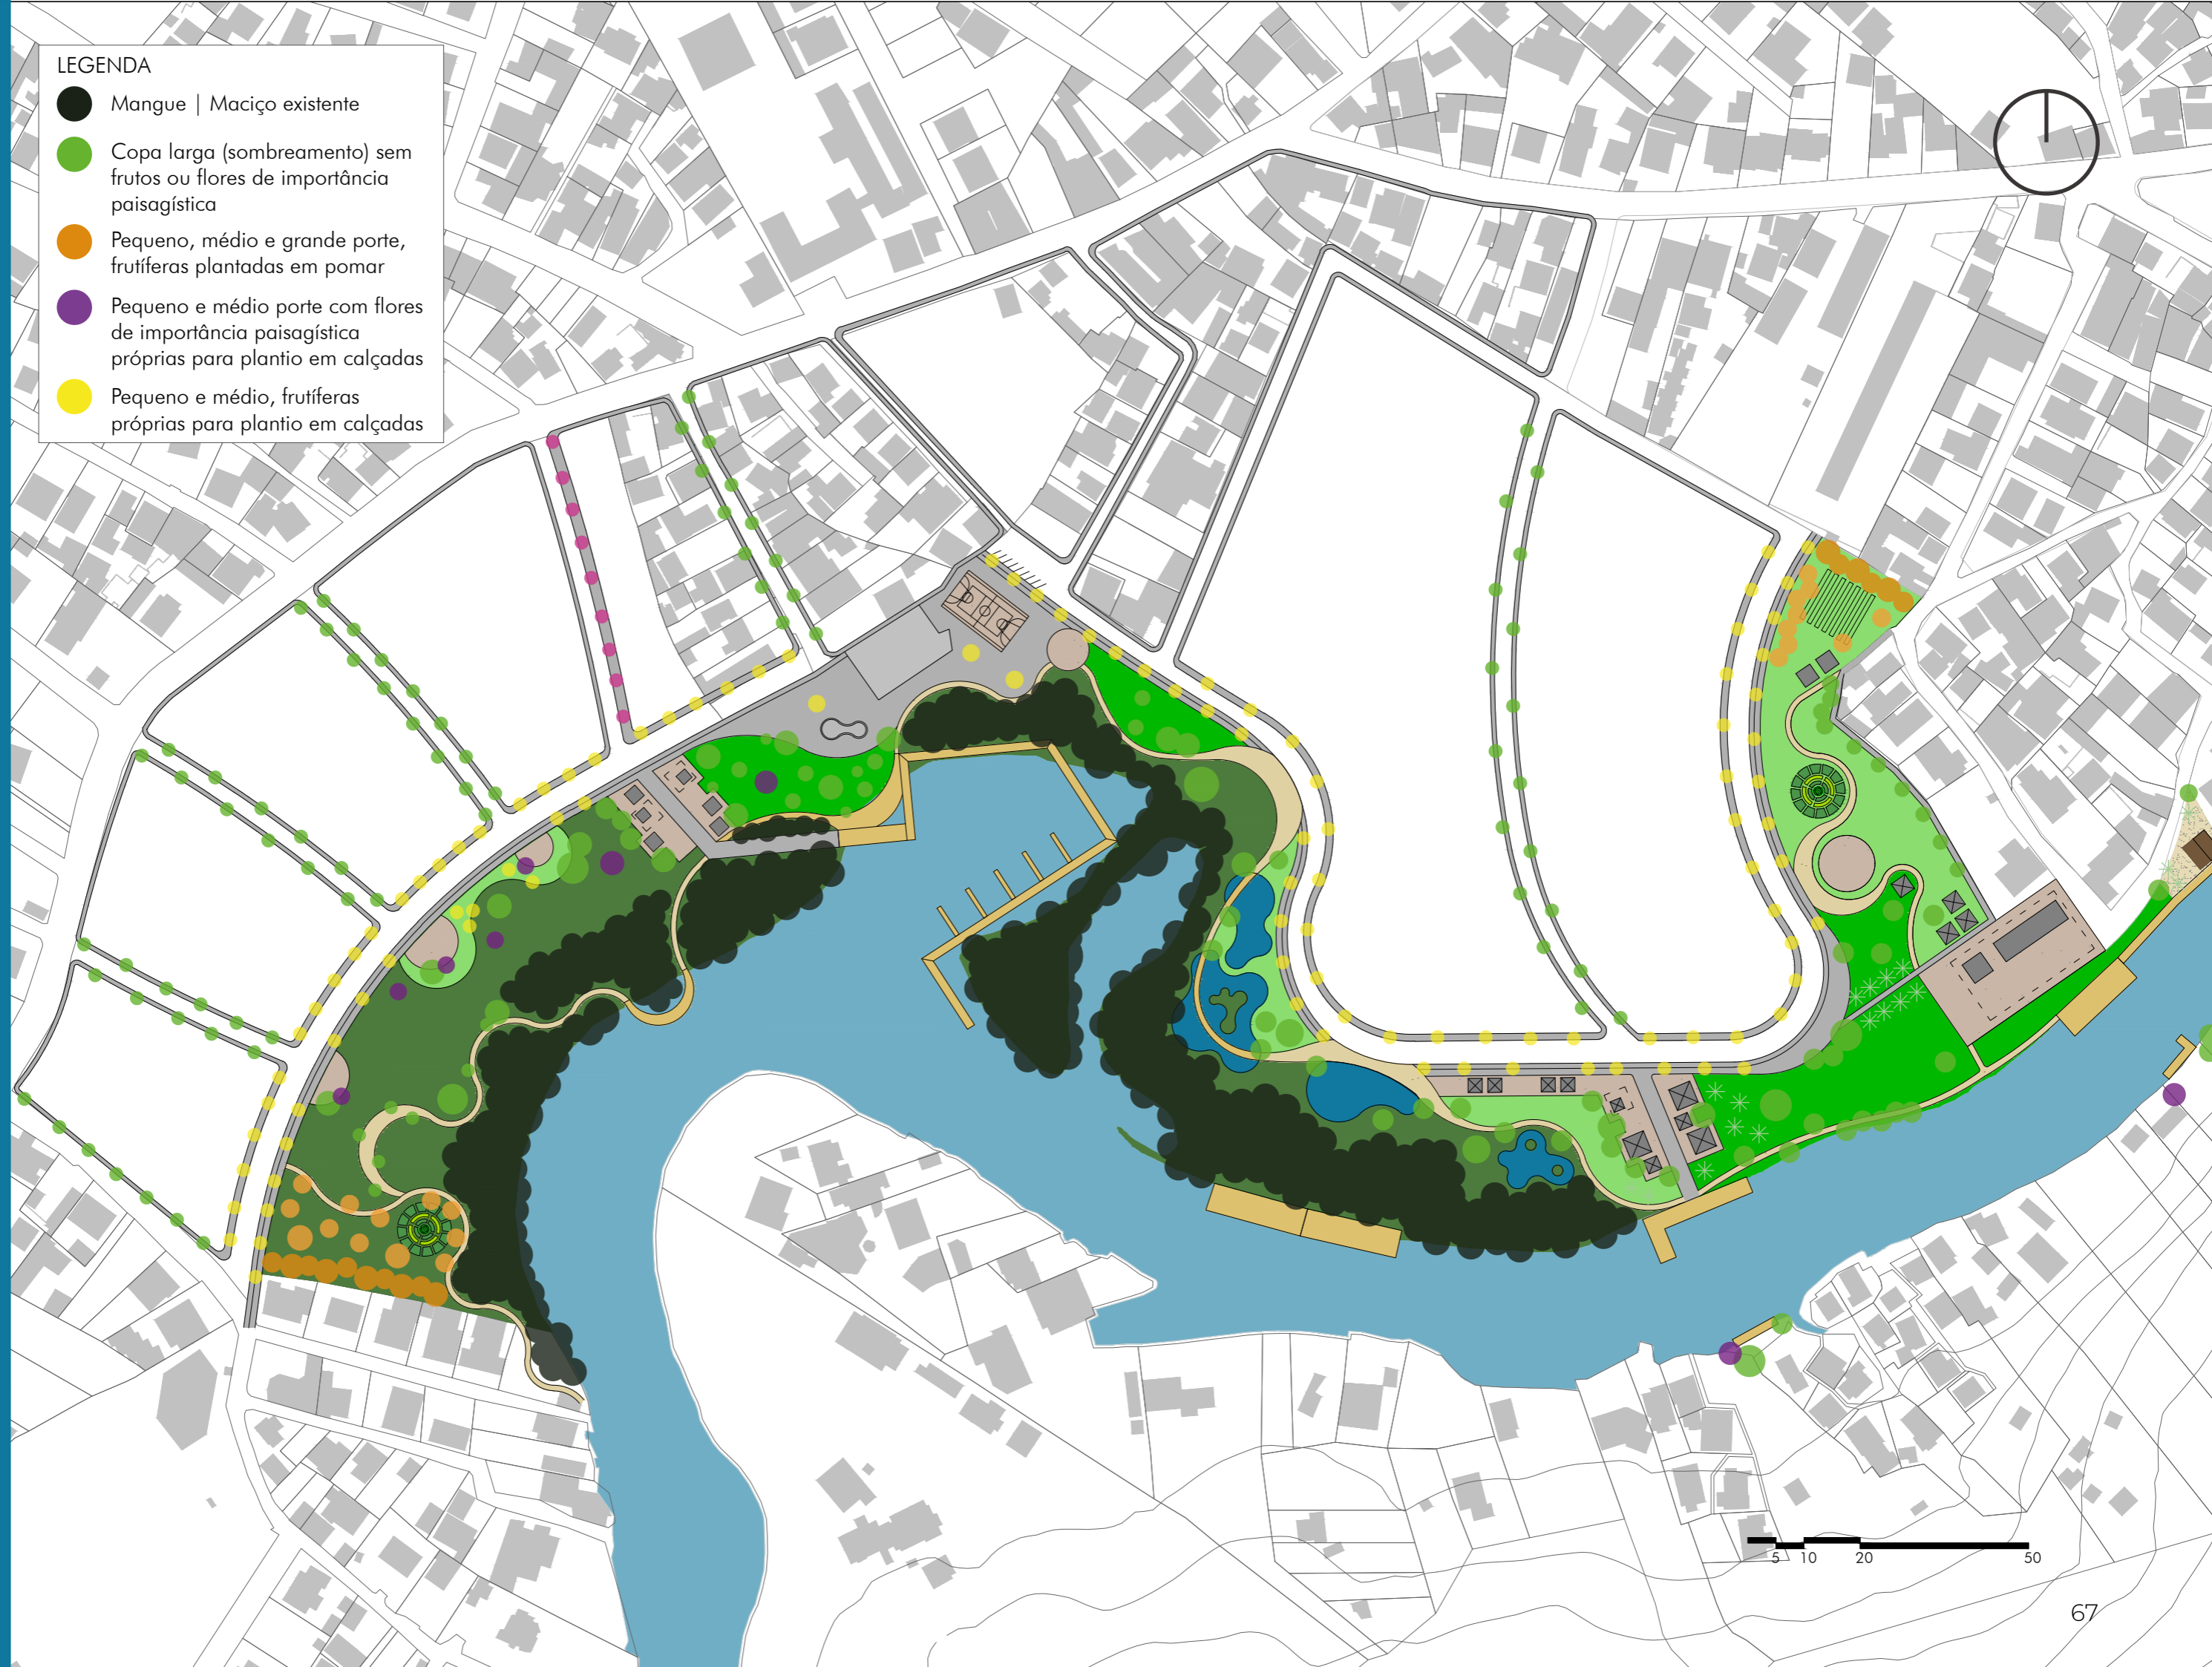 LEGENDA
Mangue | Maciço existente
Copa larga (sombreamento) sem
frutos ou flores de importância
paisagística
Pequeno, médio e grande porte,
frutíferas plantadas em pomar
Pequeno e médio porte com flores
de importância paisagística
próprias para plantio em calçadas
Pequeno e médio, frutíferas
próprias para plantio em calçadas
5 10 20 50
67